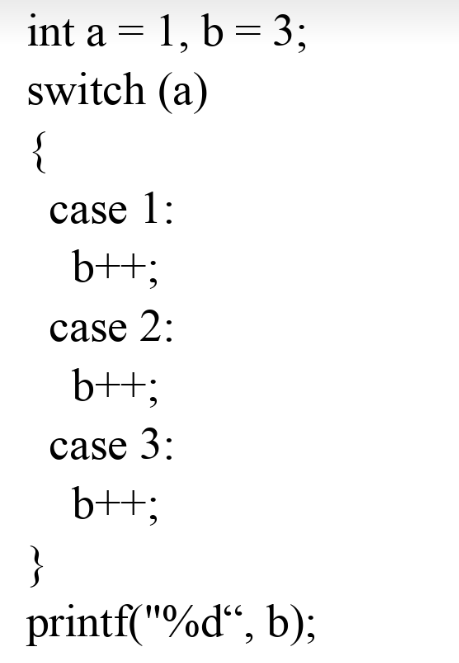 int a = 1, b = 3;
switch (a)
{
case 1:
b++;
case 2:
b++;
case 3:
b++;
}
printf("%d“, b);